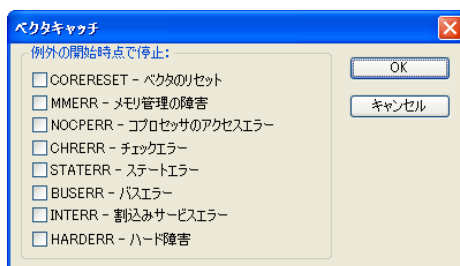 ベクタキャッチ
例外の開始時点で停止:
CORERESET - ベクタのリセット
MMERR - メモリ管理の障害
NOCPERR - コプロセッサのアクセスエラー
CHRERR - チェックエラー
STATERR - ステートエラー
BUSERR - バスエラー
INTERR - 割込みサービスエラー
HARDERR - ハード障害
OK
キャンセル